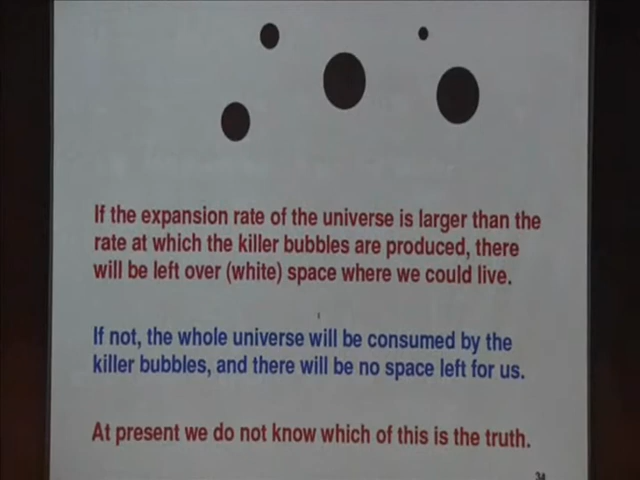 If the expansion rate of the universe is larger than the
rate at which the killer bubbles are produced, there
will be left over (white) space where we could live.
If not, the whole universe will be consumed by the
killer bubbles, and there will be no space left for us.
At present we do not know which of this is the truth.